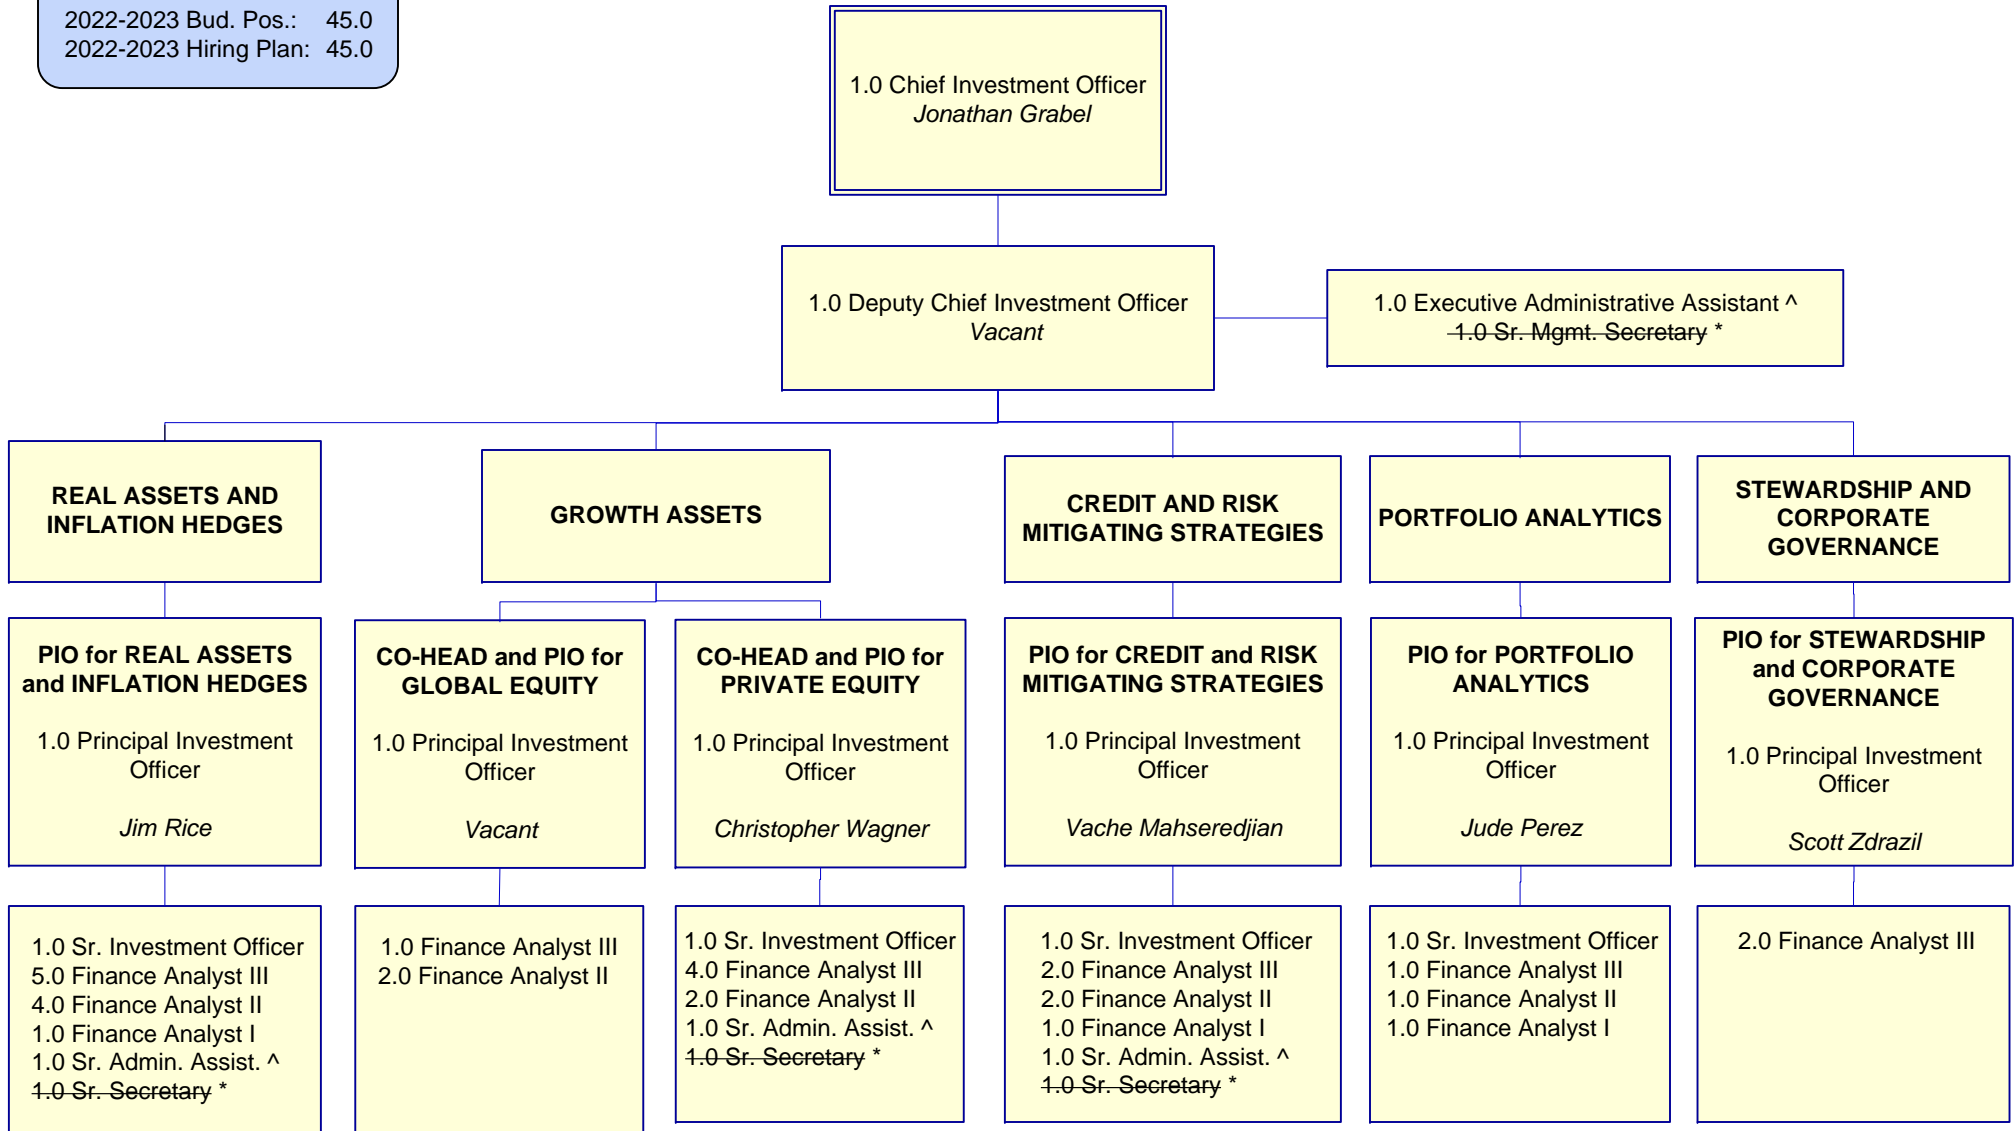 2022-2023 Bud. Pos.: 45.0
2022-2023 Hiring Plan: 45.0
1.0 Chief Investment Officer
Jonathan Grabel
1.0 Deputy Chief Investment Officer
Vacant
1.0 Executive Administrative Assistant ^
1.0 Sr. Mgmt. Secretary *
REAL ASSETS AND
INFLATION HEDGES
GROWTH ASSETS
CREDIT AND RISK
MITIGATING STRATEGIES
PORTFOLIO ANALYTICS
STEWARDSHIP AND
CORPORATE
GOVERNANCE
PIO for REAL ASSETS
and INFLATION HEDGES
1.0 Principal Investment
Officer
Jim Rice
CO-HEAD and PIO for
GLOBAL EQUITY
1.0 Principal Investment
Officer
Vacant
CO-HEAD and PIO for
PRIVATE EQUITY
1.0 Principal Investment
Officer
Christopher Wagner
PIO for CREDIT and RISK
MITIGATING STRATEGIES
1.0 Principal Investment
Officer
Vache Mahseredjian
PIO for PORTFOLIO
ANALYTICS
1.0 Principal Investment
Officer
Jude Perez
PIO for STEWARDSHIP
and CORPORATE
GOVERNANCE
1.0 Principal Investment
Officer
Scott Zdrazil
1.0 Sr. Investment Officer
5.0 Finance Analyst III
4.0 Finance Analyst II
1.0 Finance Analyst I
1.0 Sr. Admin. Assist. ^
1.0 Sr. Secretary *
1.0 Finance Analyst III
2.0 Finance Analyst II
1.0 Sr. Investment Officer
4.0 Finance Analyst III
2.0 Finance Analyst II
1.0 Sr. Admin. Assist. ^
1.0 Sr. Secretary *
1.0 Sr. Investment Officer
2.0 Finance Analyst III
2.0 Finance Analyst II
1.0 Finance Analyst I
1.0 Sr. Admin. Assist. ^
1.0 Sr. Secretary *
1.0 Sr. Investment Officer
1.0 Finance Analyst III
1.0 Finance Analyst II
1.0 Finance Analyst I
2.0 Finance Analyst III